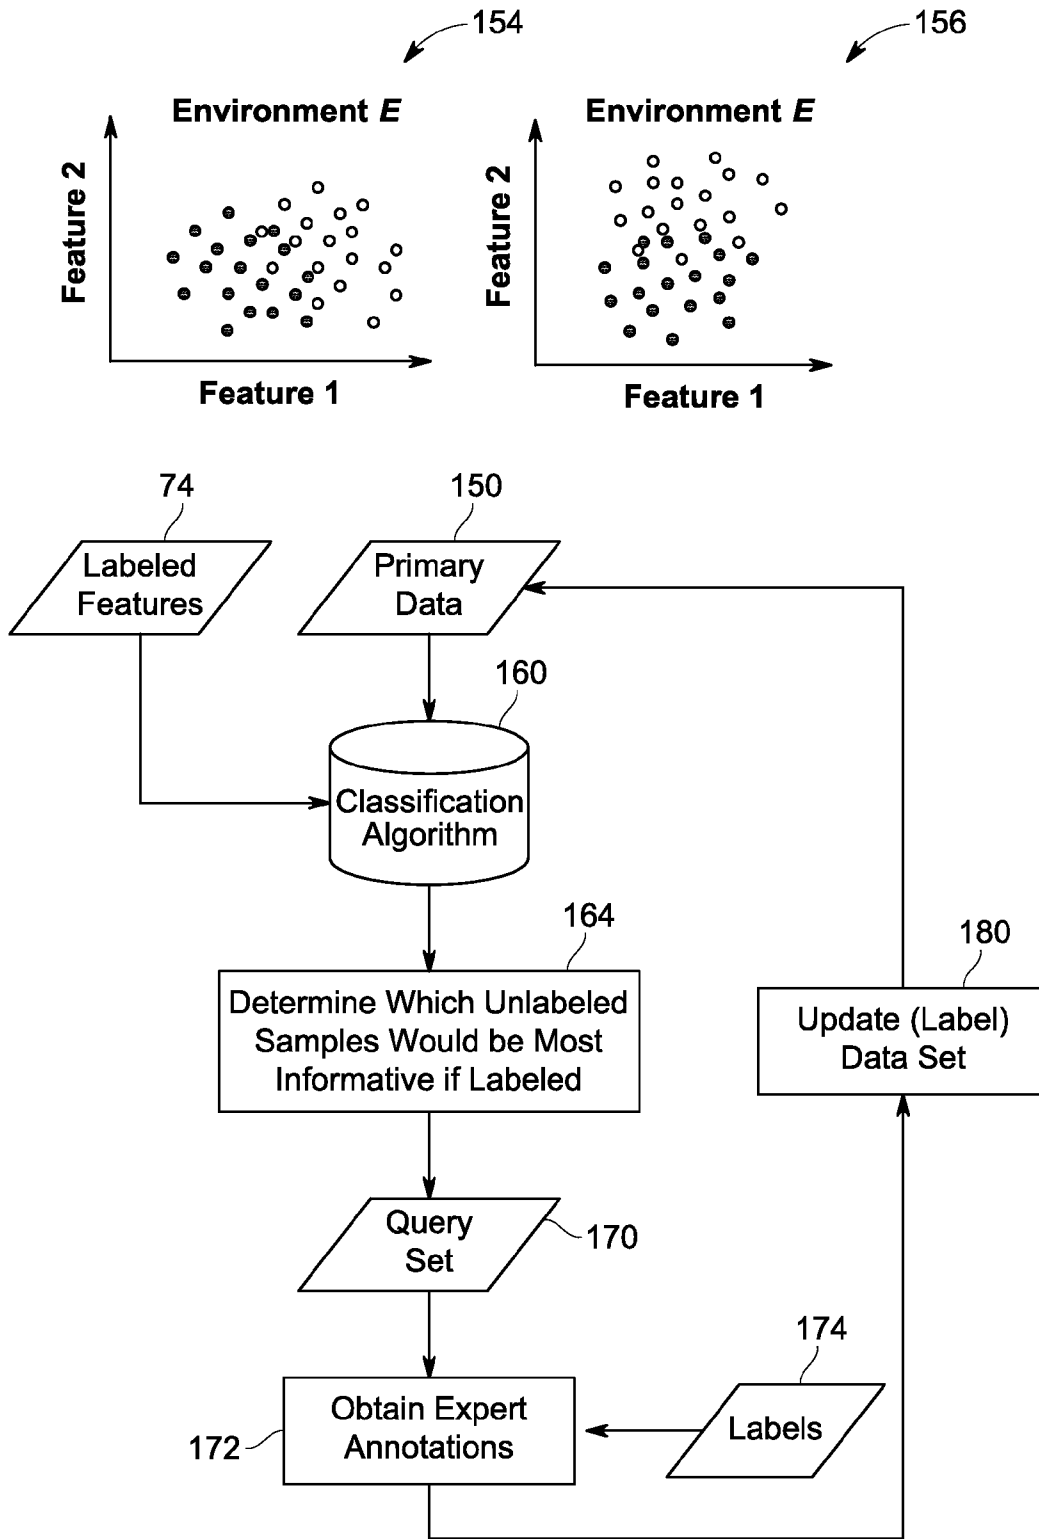 154
156
Environment E
Environment E
Feature 2
Feature 2
Feature 1
Feature 1
74
150
Labeled
Features
Primary
Data
160
Classification
Algorithm
164
180
Determine Which Unlabeled
Samples Would be Most
Informative if Labeled
Update (Label)
Data Set
Query
Set
170
174
Obtain Expert
Annotations
Labels
172